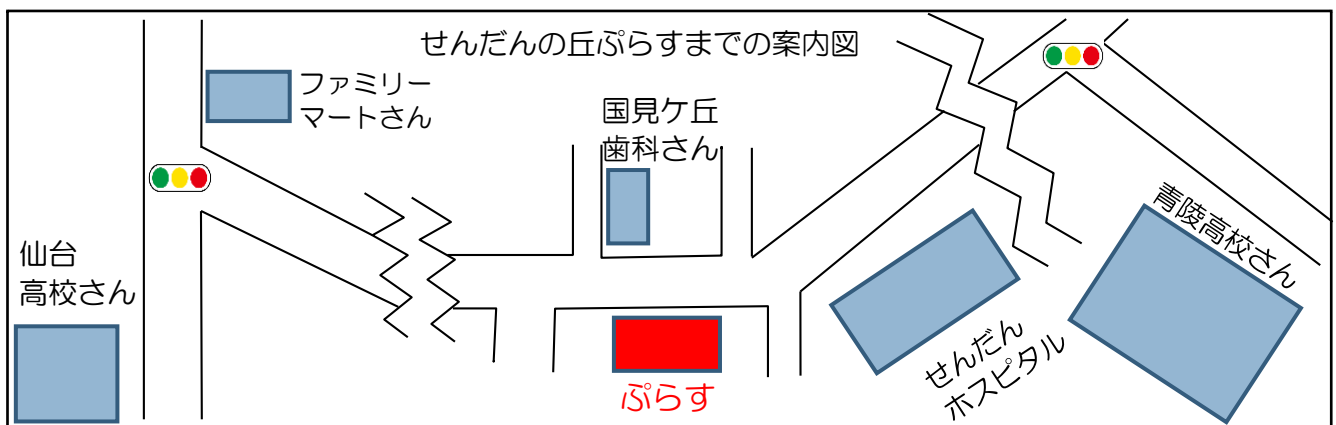 せんだんの丘ぷらすまでの案内図
ファミリー
マートさん
国見ケ丘
歯科さん
仙台
高校さん
ぷらす
せんだん
ホスピタル
青陵高校さん